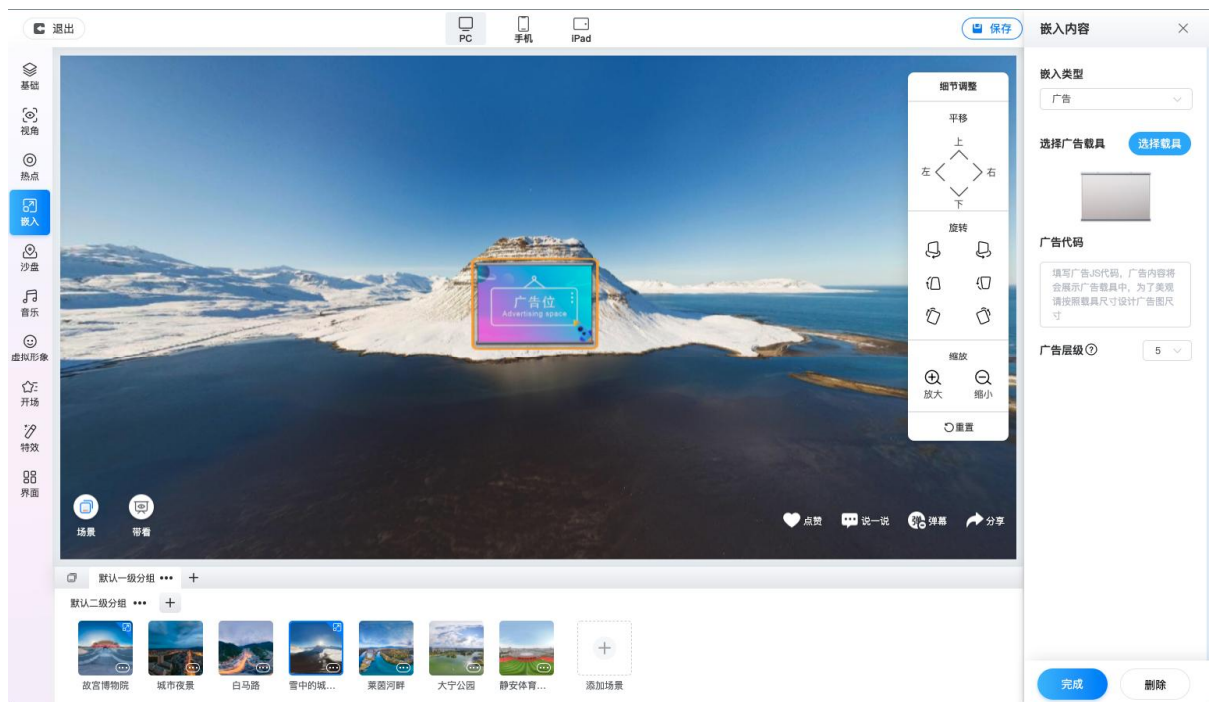 退出
PC
手机
iPad
保存
嵌入内容
基础
视角
热点
嵌入
沙盘
音乐
虚拟形象
开场
特效
界面
广告位
Advertising space
细节调整
平移
上
左
右
下
旋转
缩放
放大
缩小
重置
场景
带看
点赞
说一说
弹
弹幕
分享
嵌入类型
广告
选择广告载具
选择载具
广告代码
填写广告JS代码，广告内容将
会展示广告载具中，为了美观
请按照载具尺寸设计广告图尺
寸
广告层级
5
默认一级分组
默认二级分组
故宫博物院
城市夜景
白马路
雪中的城...
莱茵河畔
大宁公园
静安体育...
添加场景
完成
删除